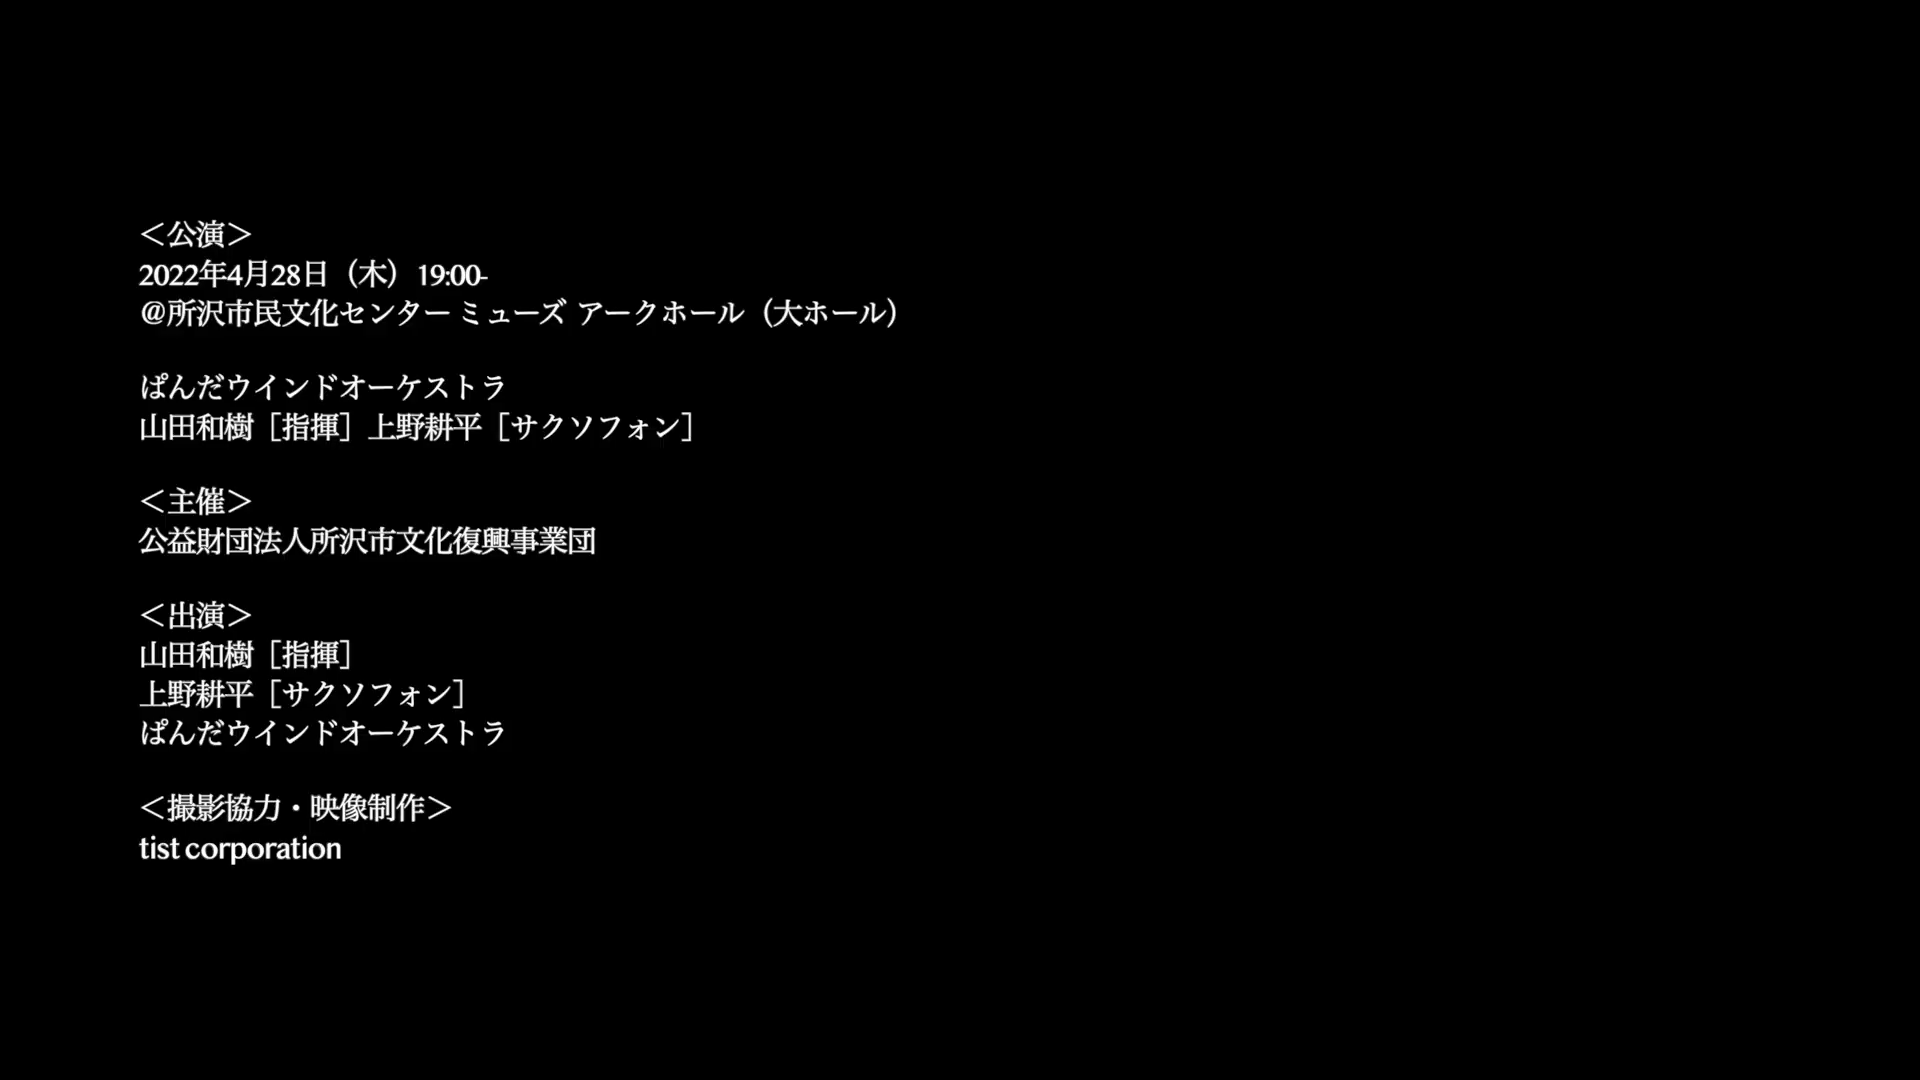 ＜公演＞
2022年4月28日（木）19:00-
＠所沢市民文化センター ミューズ アークホール（大ホール）
ぱんだウインドオーケストラ
山田和樹［指揮］上野耕平［サクソフォン］
＜主催＞
公益財団法人所沢市文化復興事業団
＜出演＞
山田和樹［指揮］
上野耕平［サクソフォン］
ぱんだウインドオーケストラ
＜撮影協力・映像制作＞
tist corporation